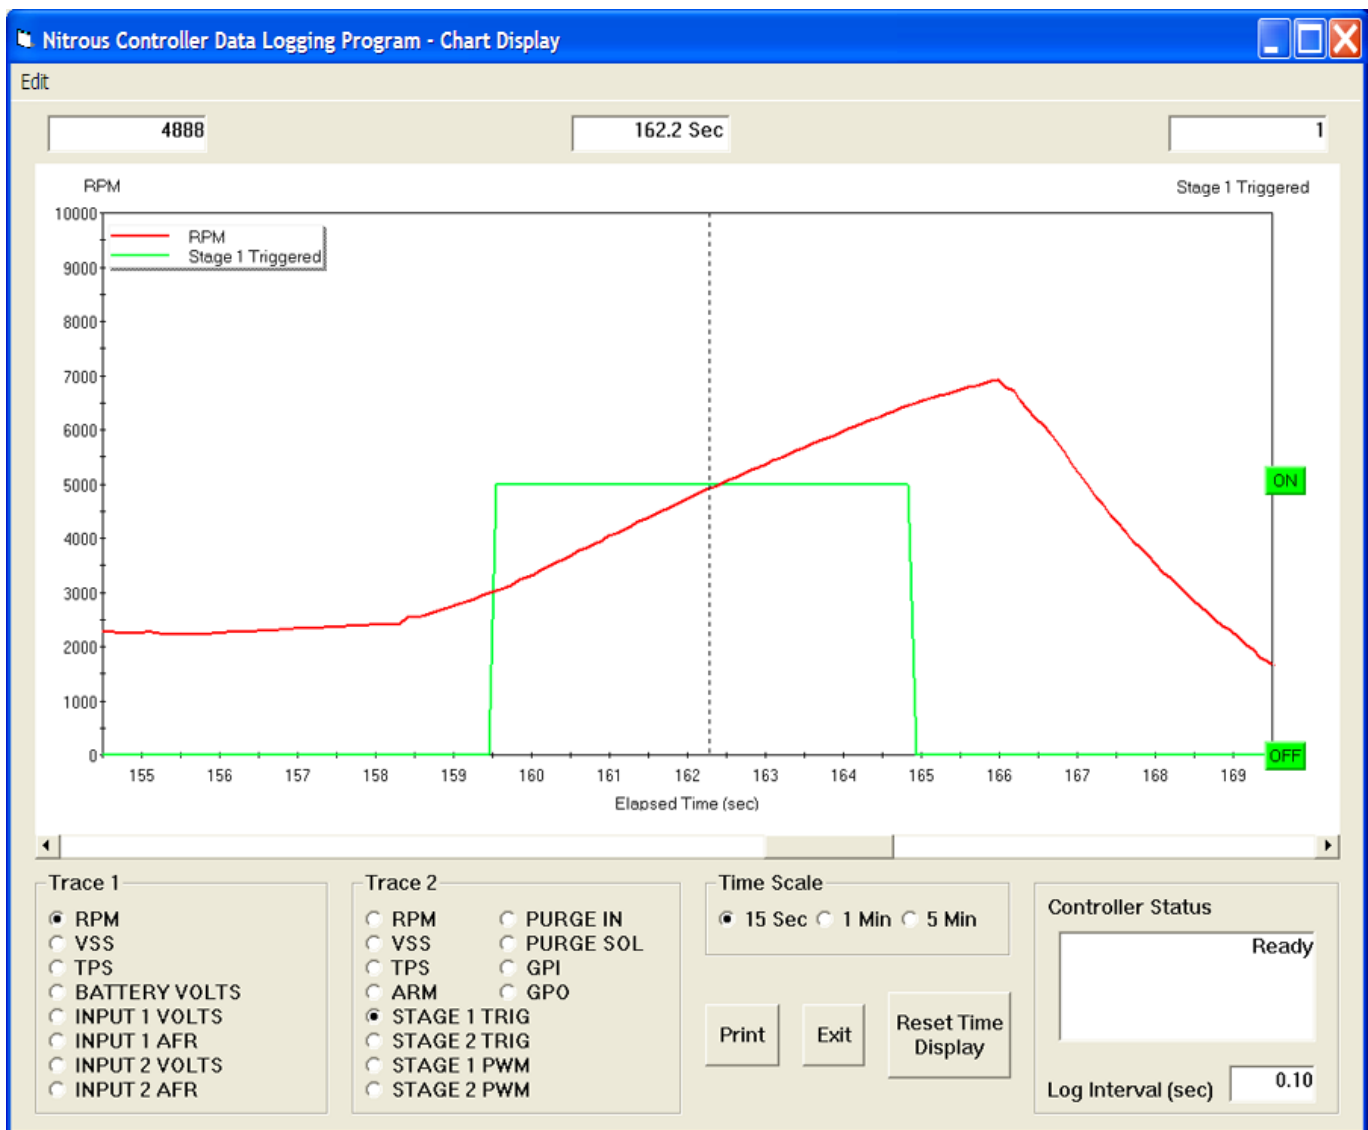 Nitrous Controller Data Logging Program - Chart Display
Edit
4888
162.2 Sec
1
RPM
Stage 1 Triggered
10000
9000
8000
7000
6000
5000
4000
3000
2000
1000
0
RPM
Stage 1 Triggered
ON
OFF
155 156 157 158 159 160 161 162 163 164 165 166 167 168 169
Elapsed Time (sec)
Trace 1
RPM
VSS
TPS
BATTERY VOLTS
INPUT 1 VOLTS
INPUT 1 AFR
INPUT 2 VOLTS
INPUT 2 AFR
Trace 2
RPM PURGE IN
VSS PURGE SOL
TPS GPI
ARM GPO
STAGE 1 TRIG
STAGE 2 TRIG
STAGE 1 PWM
STAGE 2 PWM
Time Scale
15 Sec 1 Min 5 Min
Print
Exit
Reset Time
Display
Controller Status
Ready
Log Interval (sec) 0.10